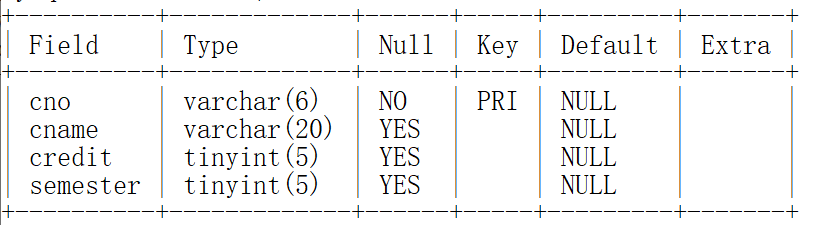 | Field | Type | Null | Key | Default | Extra |
| cno | varchar(6) | NO | PRI | NULL | |
| cname | varchar(20) | YES | | NULL | |
| credit | tinyint(5) | YES | | NULL | |
| semester | tinyint(5) | YES | | NULL | |